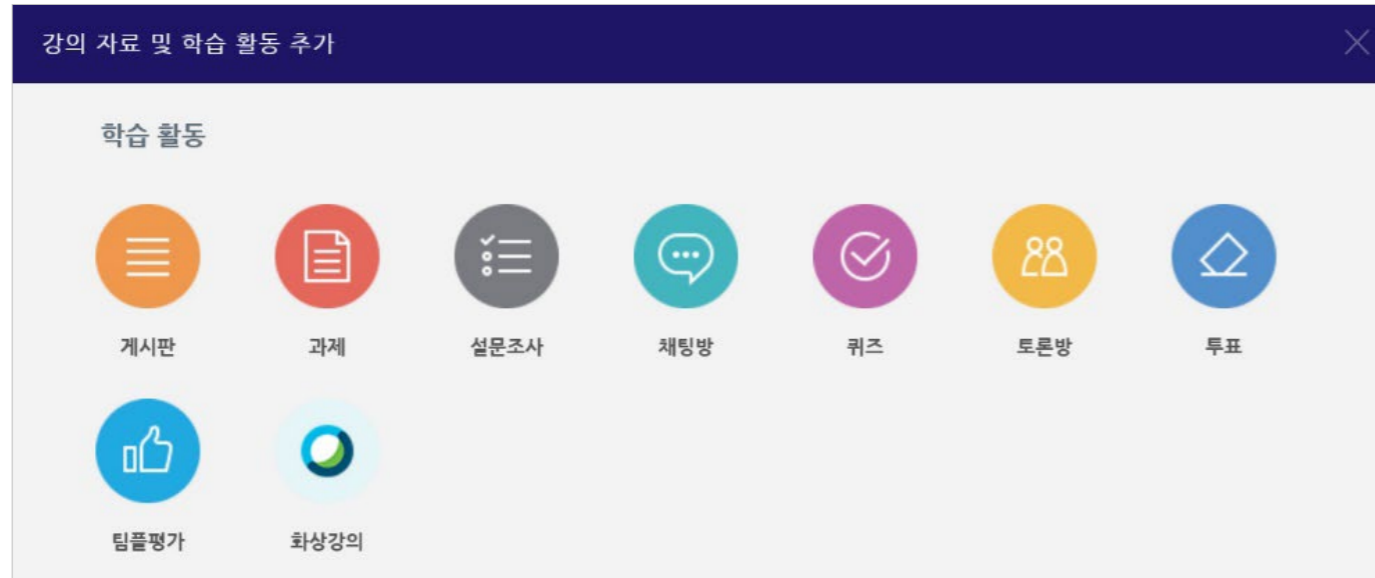 강의 자료 및 학습 활동 추가
학습 활동
게시판 과제 설문조사 채팅방 퀴즈 토론방 투표
팀플평가 화상강의